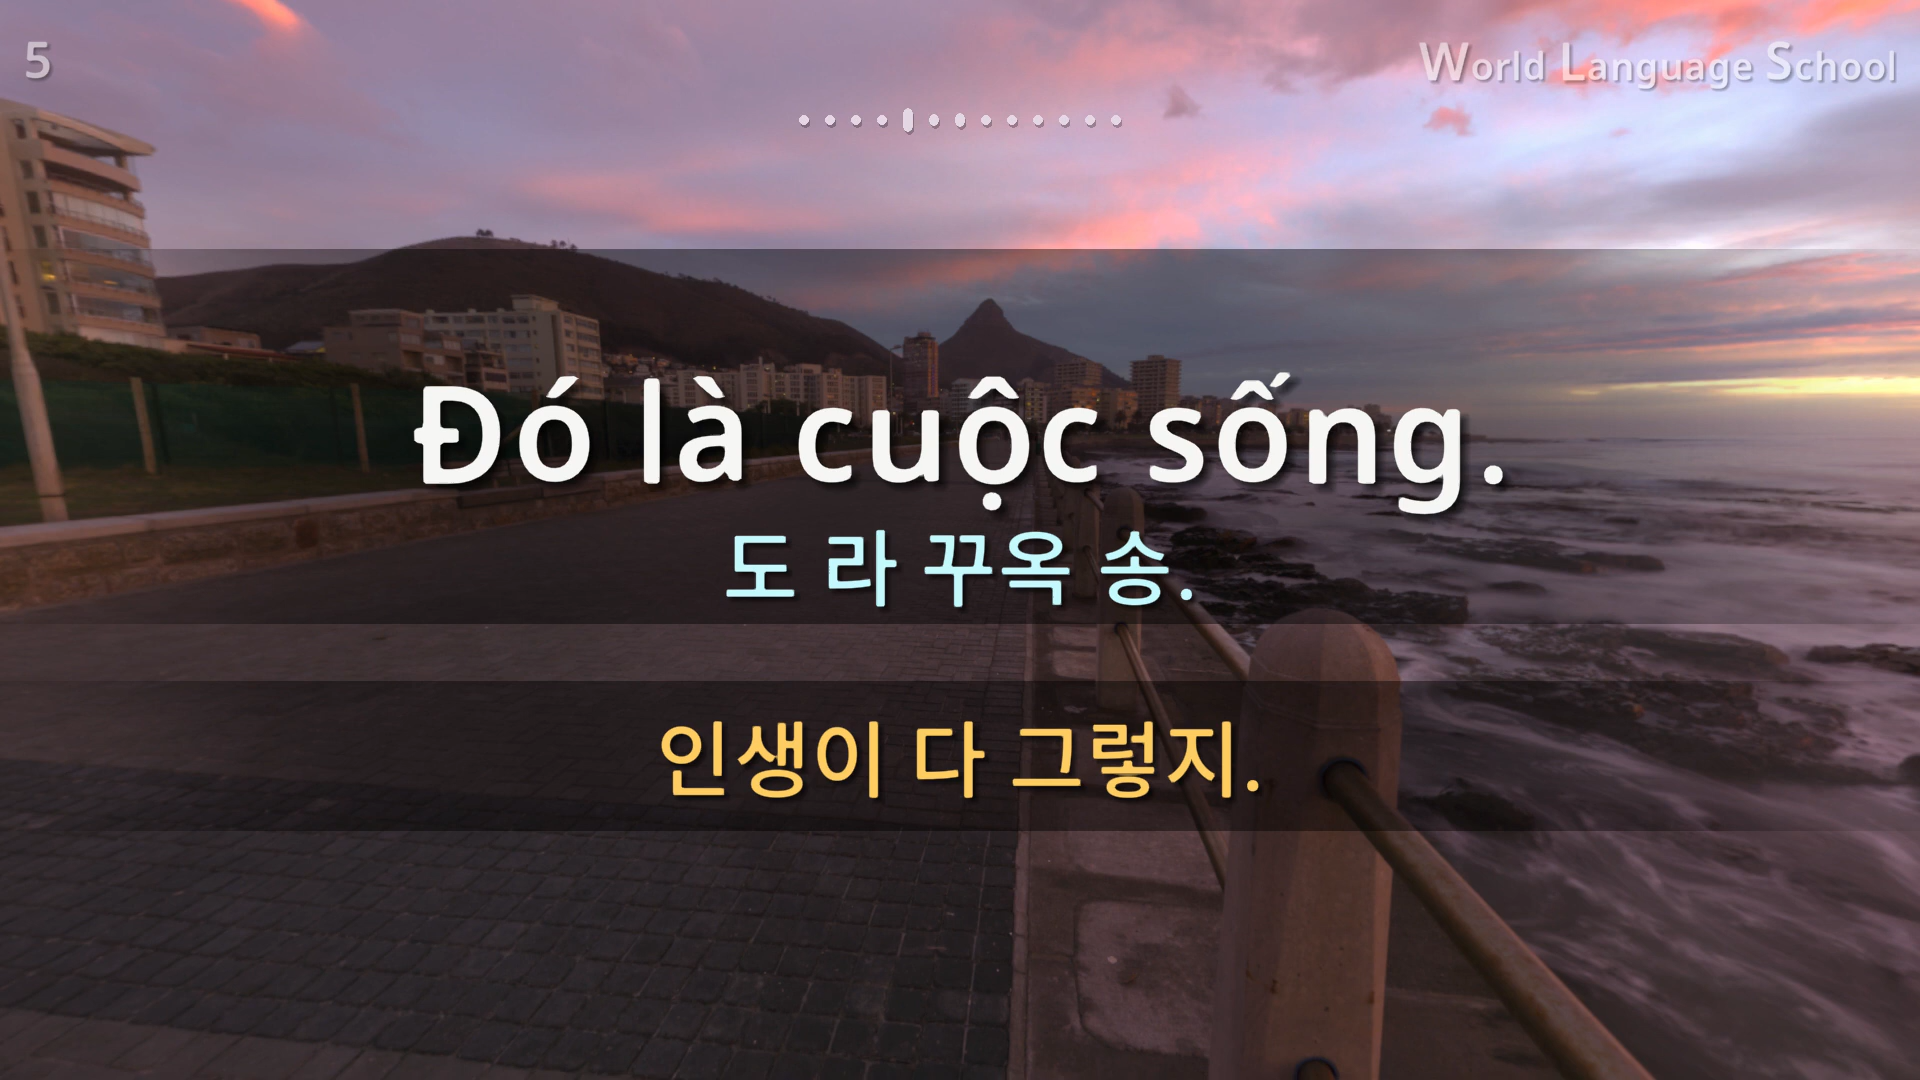 5
World Language School
Đó là cuộc sống.
도 라 꾸옥 송.
인생이 다 그렇지.